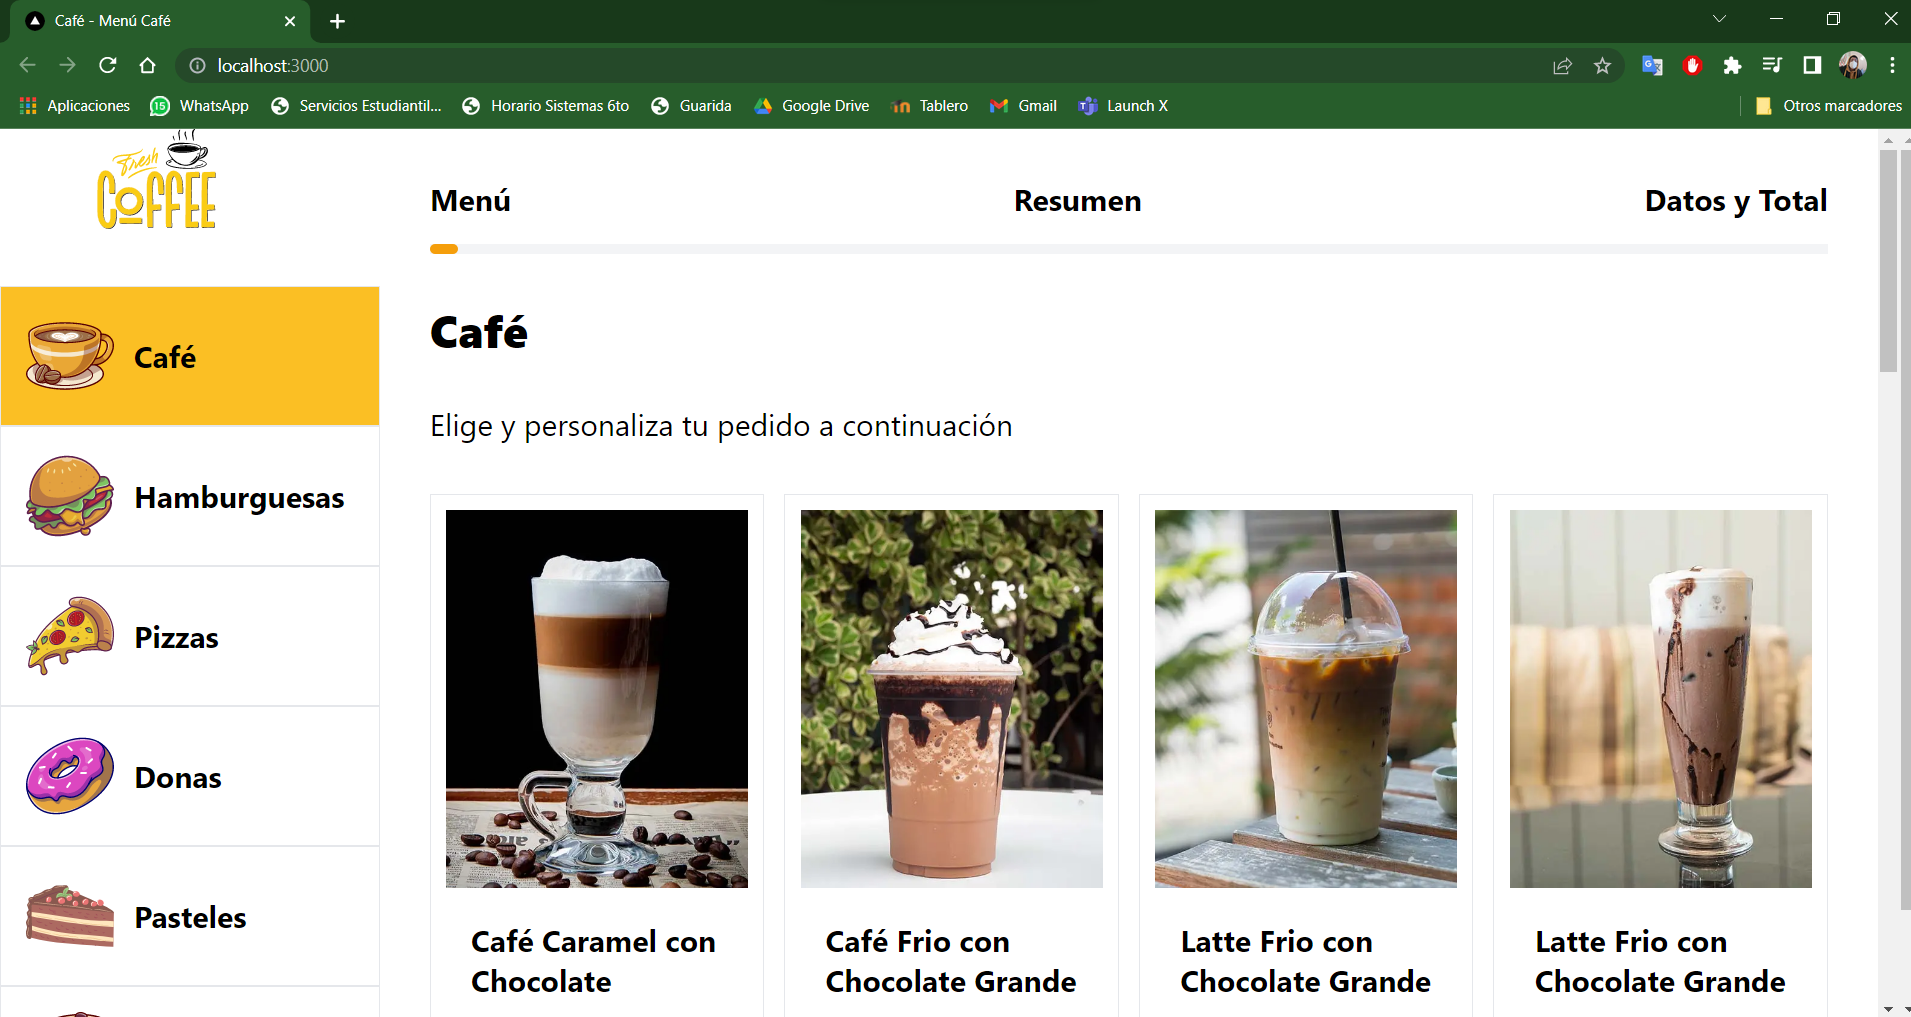 Café - Menú Café
localhost:3000
Aplicaciones
WhatsApp
Servicios Estudiantil...
Horario Sistemas 6to
Guarida
Google Drive
Tablero
Gmail
Launch X
Otros marcadores
Fresh
COFFEE
Menú
Resumen
Datos y Total
Café
Hamburguesas
Pizzas
Donas
Pasteles
Café
Elige y personaliza tu pedido a continuación
Café Caramel con
Chocolate
Café Frio con
Chocolate Grande
Latte Frio con
Chocolate Grande
Latte Frio con
Chocolate Grande